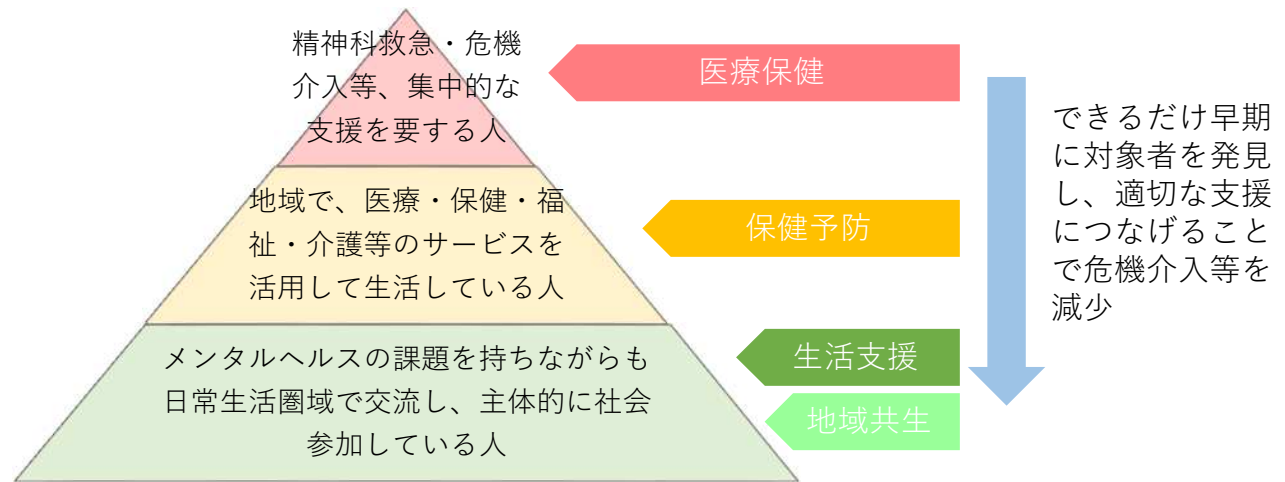 精神科救急・危機
介入等、集中的な
支援を要する人
医療保健
地域で、医療・保健・福
祉・介護等のサービスを
活用して生活している人
保健予防
メンタルヘルスの課題を持ちながらも
日常生活圏域で交流し、主体的に社会
参加している人
生活支援
地域共生
できるだけ早期
に対象者を発見
し、適切な支援
につなげること
で危機介入等を
減少